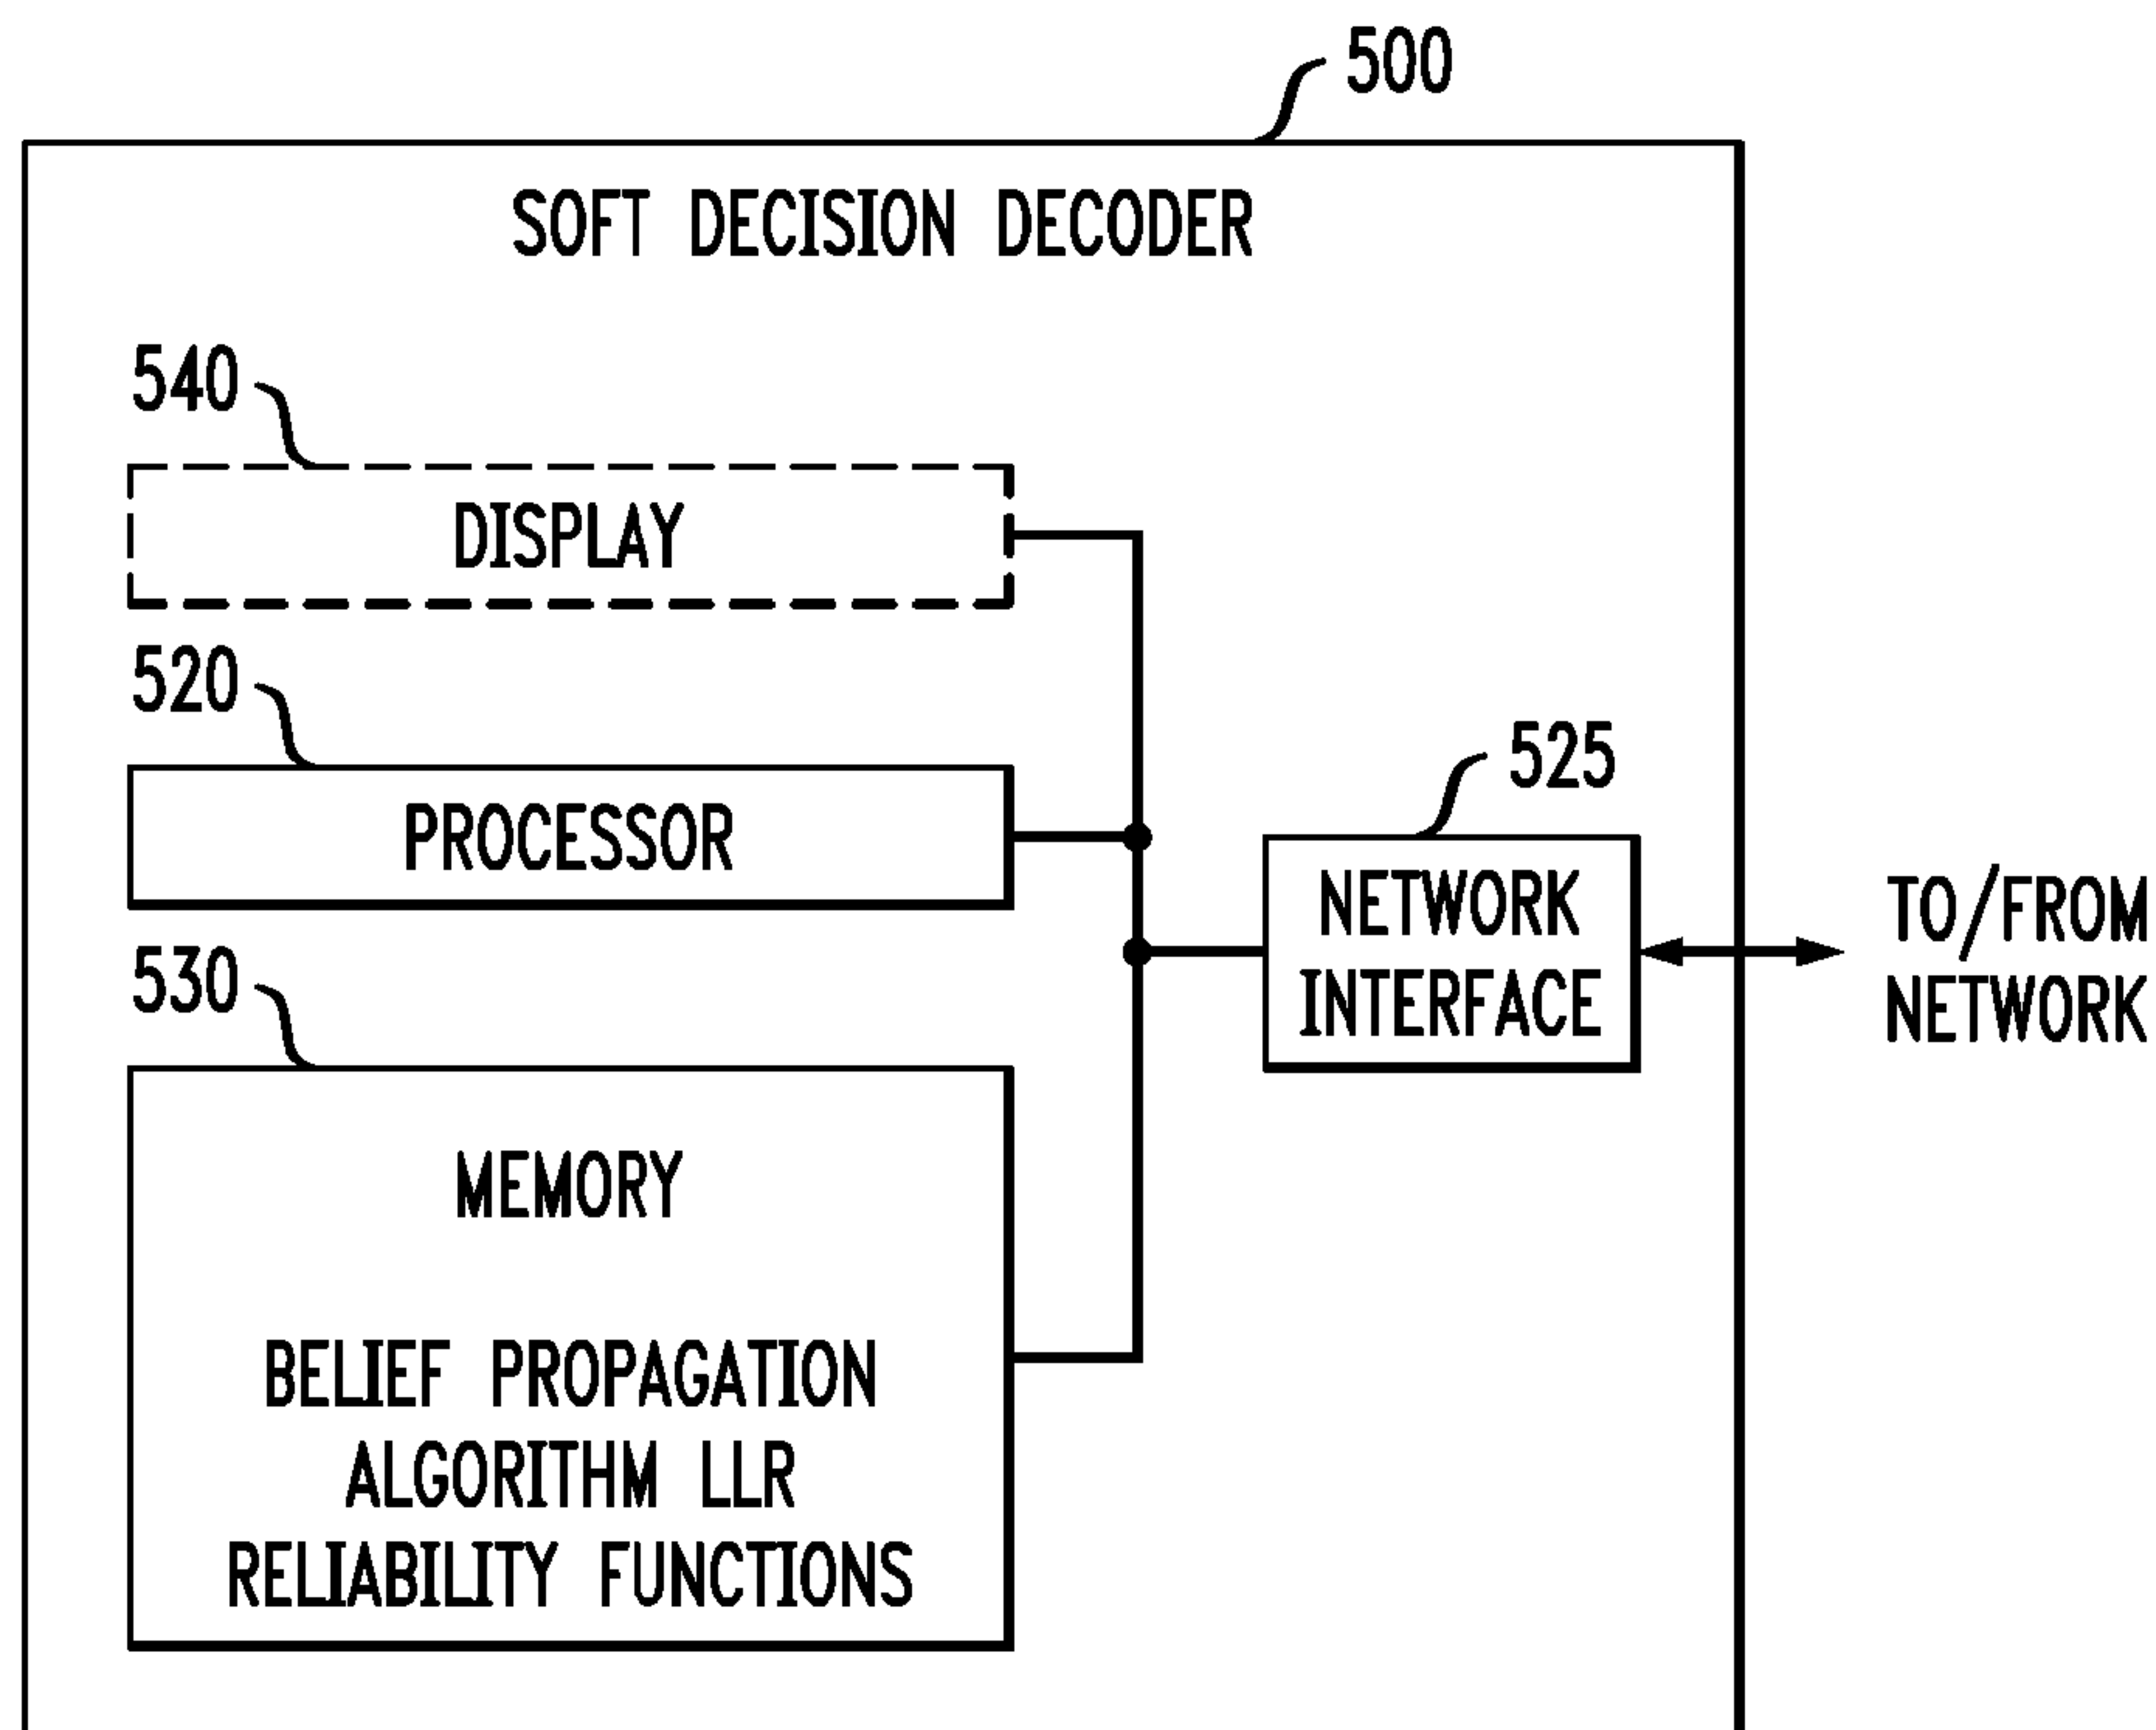 500
SOFT DECISION DECODER
540
DISPLAY
520
PROCESSOR
525
NETWORK
INTERFACE
TO/FROM
NETWORK
530
MEMORY
BELIEF PROPAGATION
ALGORITHM LLR
RELIABILITY FUNCTIONS